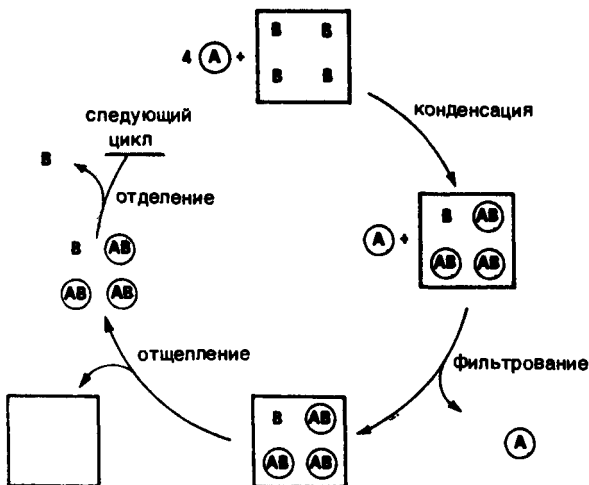 4 A + B B
B B
конденсация
следующий
цикл
B
отделение
B AB
A +
AB AB
B AB
AB AB
отщепление
фильтрование
B AB
A
AB AB